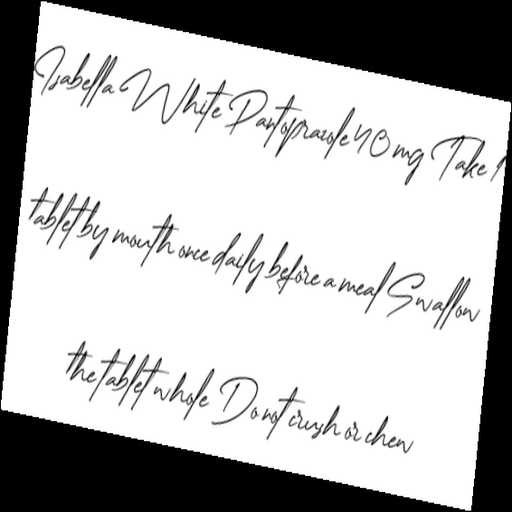 Isabella White Pantoprazole 40 mg Take 1
tablet by mouth once daily before a meal Swallow
the tablet whole Do not crush or chew